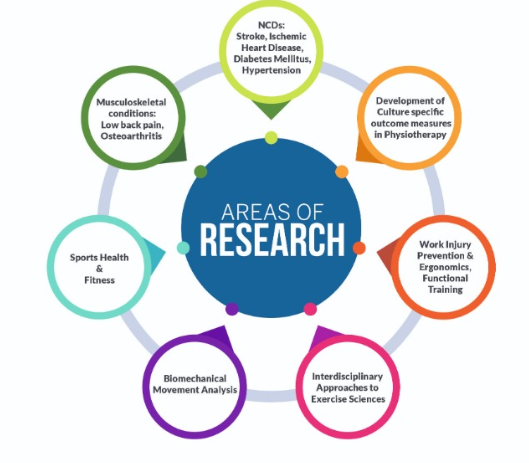 NCDs:
Stroke, Ischemic
Heart Disease,
Diabetes Mellitus,
Hypertension
Development of
Culture specific
outcome measures
in Physiotherapy
Work Injury
Prevention &
Ergonomics,
Functional
Training
Interdisciplinary
Approaches to
Exercise Sciences
Biomechanical
Movement Analysis
Sports Health
&
Fitness
Musculoskeletal
conditions:
Low back pain,
Osteoarthritis
AREAS OF
RESEARCH